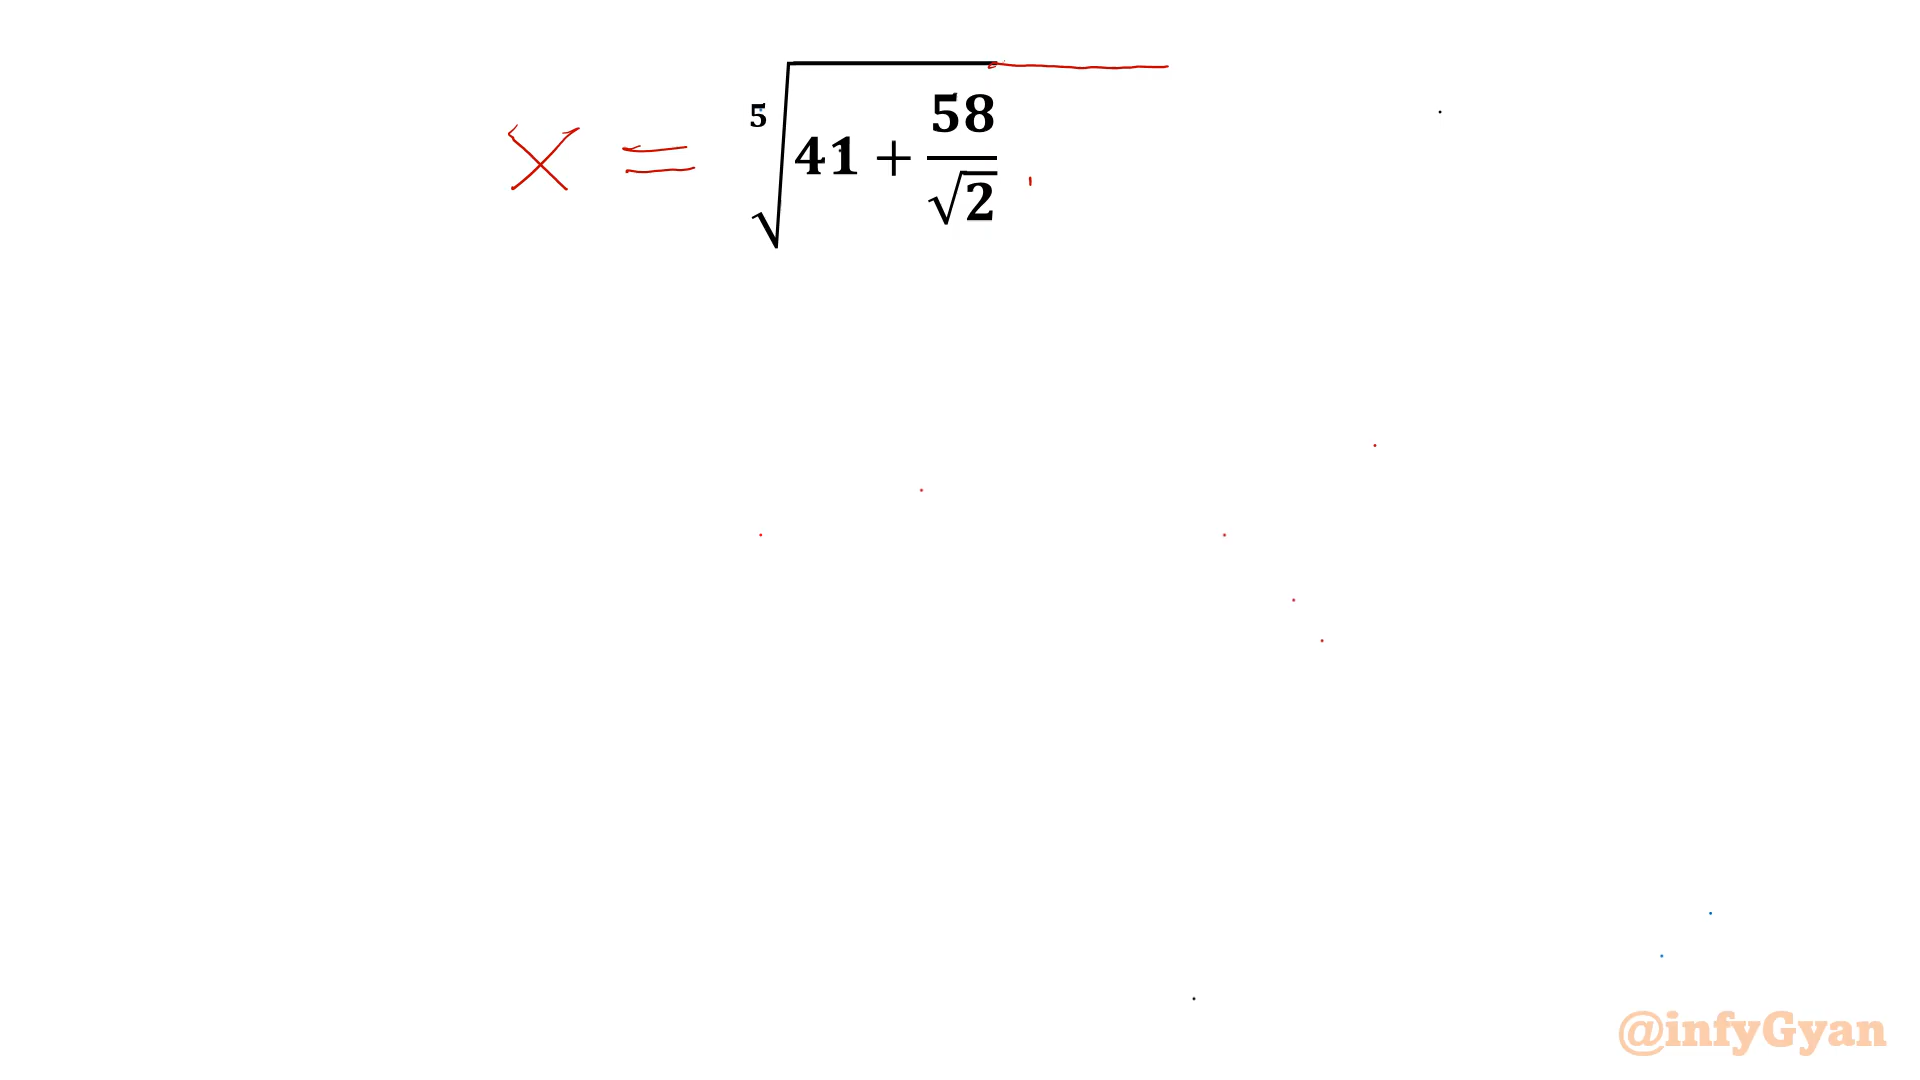 x = ⁵√(41 + 58/√2)
@infyGyan